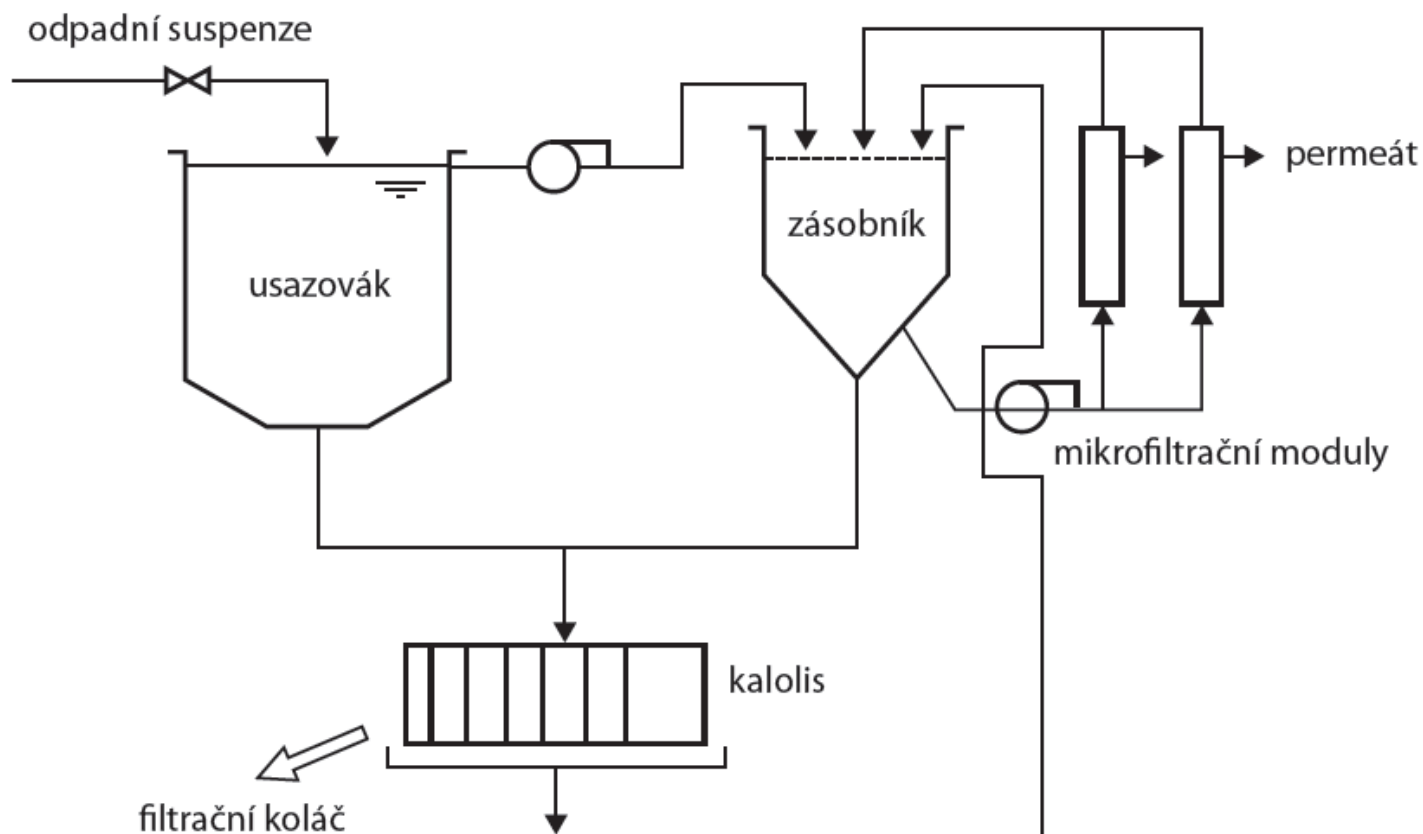 odpadní suspenze
permeát
zásobník
usazovák
mikrofiltrační moduly
kalolis
filtrační koláč